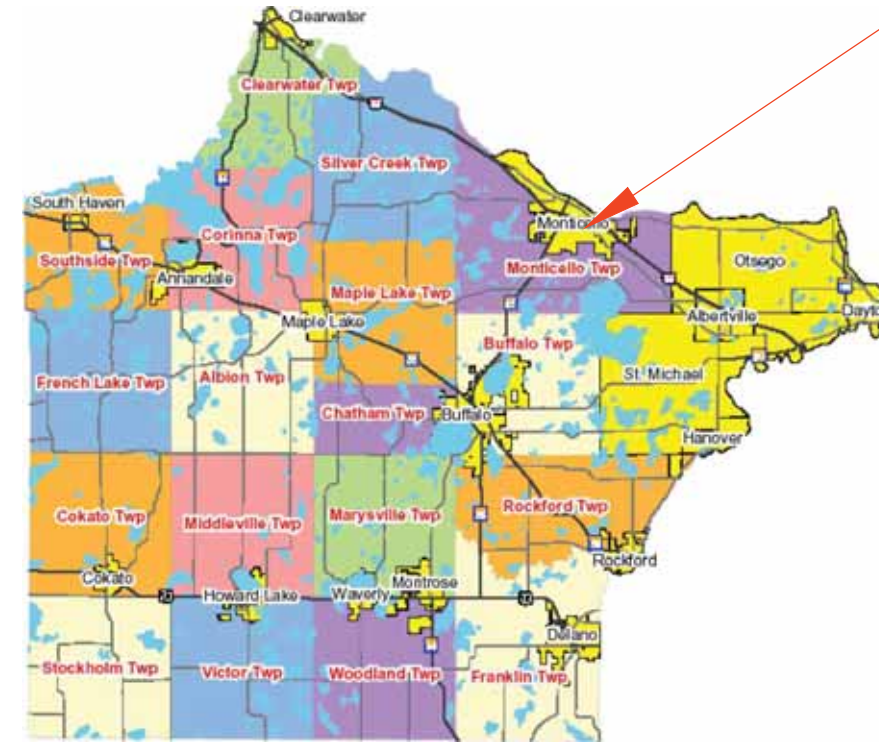 Clearwater
Clearwater Twp
Silver Creek Twp
South Haven
Corinna Twp
Monticello
Southside Twp
Annandale
Monticello Twp
Otsego
Maple Lake Twp
Maple Lake
Albertville
Dayto
Buffalo Twp
French Lake Twp
Albion Twp
St. Michael
Chatham Twp
Buffalo
Hanover
Cokato Twp
Middleville Twp
Marysville Twp
Rockford Twp
Rockford
Cokato
Howard Lake
Waverly
Montrose
Delano
Stockholm Twp
Victor Twp
Woodland Twp
Franklin Twp